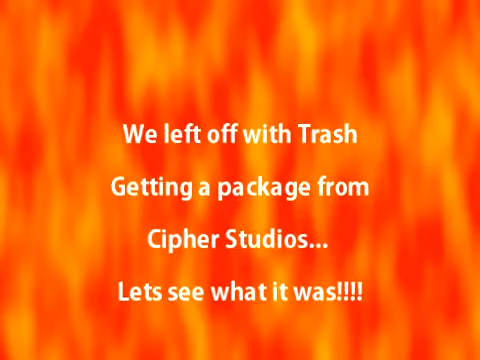 We left off with Trash
Getting a package from
Cipher Studios...
Lets see what it was!!!!